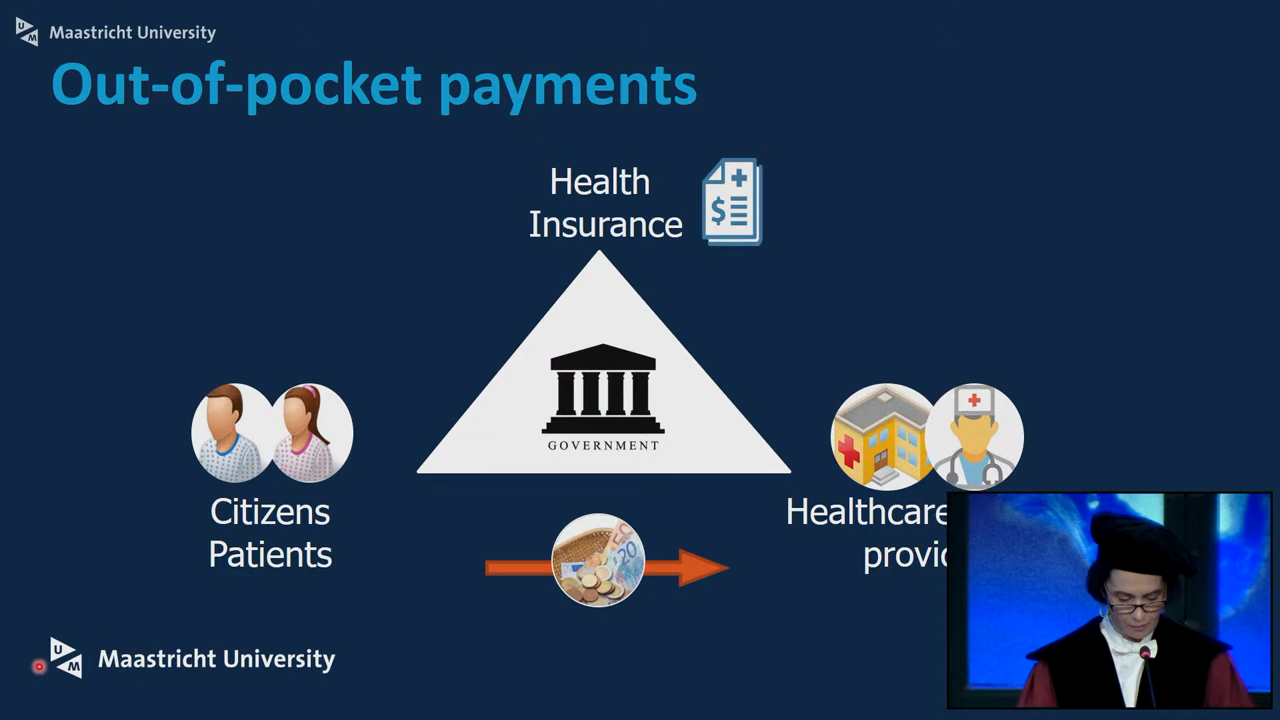 Maastricht University
Out-of-pocket payments
Health
Insurance
GOVERNMENT
Citizens
Patients
Healthcare
Maastricht University